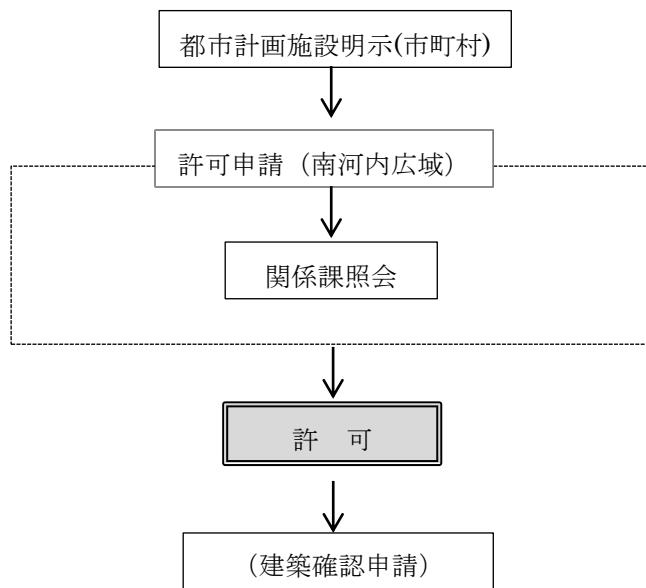 都市計画施設明示(市町村)
許可申請（南河内広域）
関係課照会
許　可
（建築確認申請）